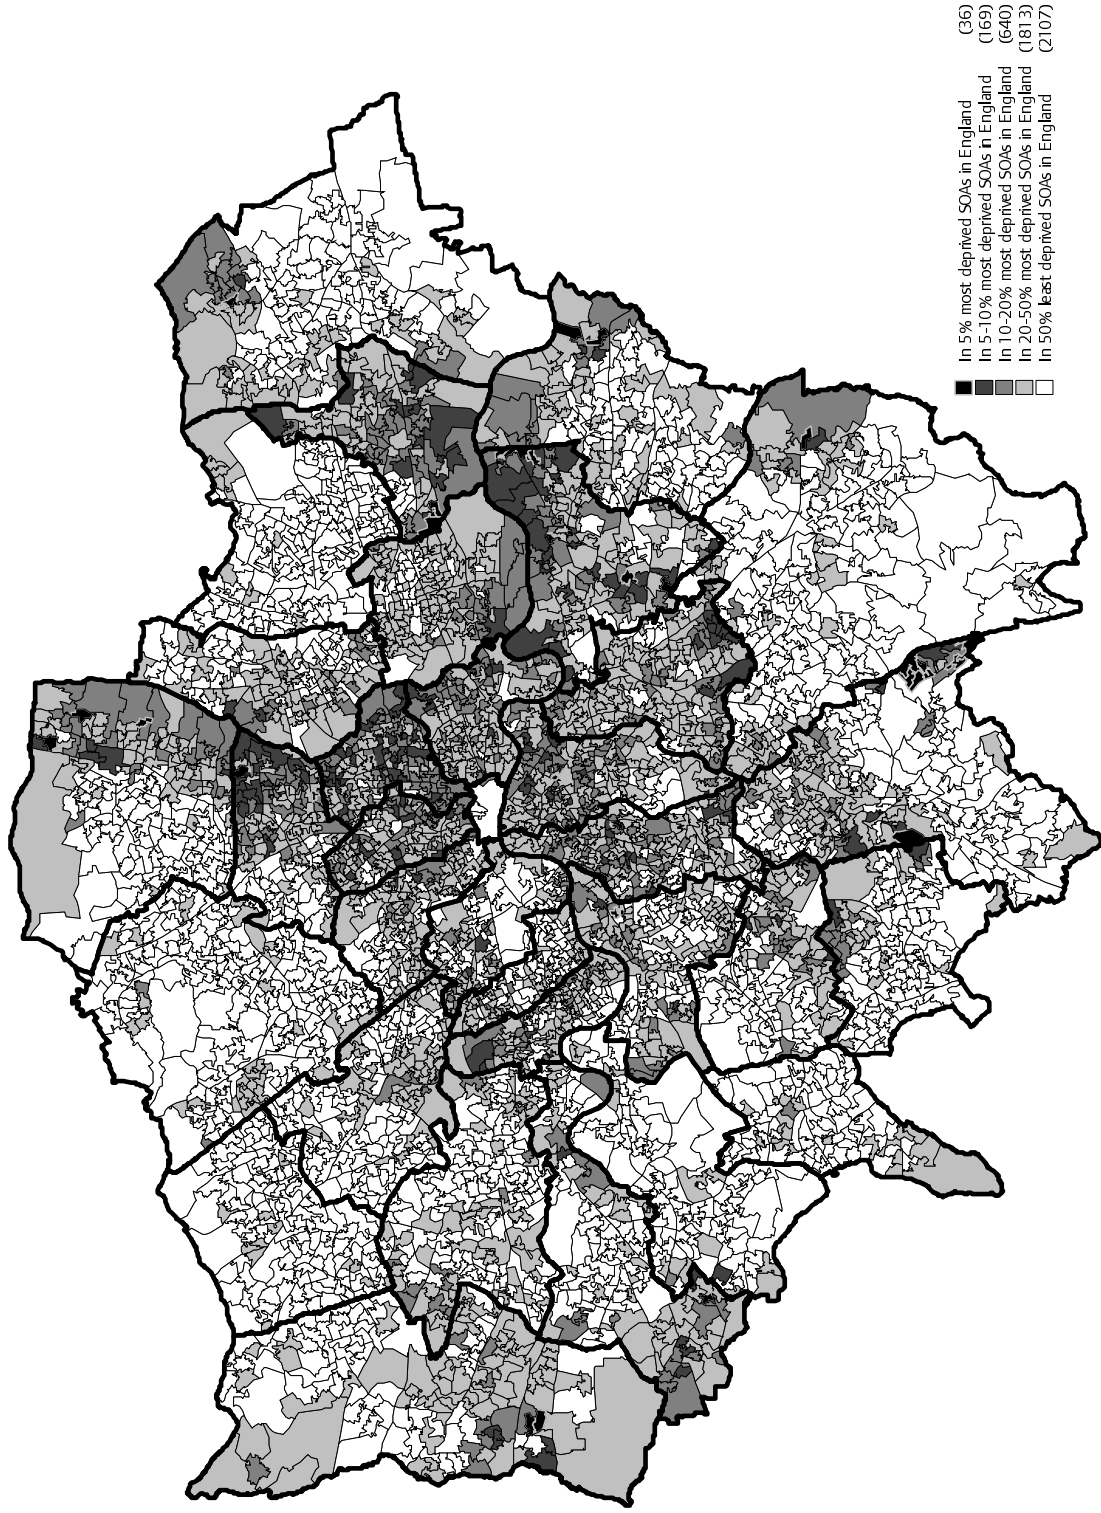 In 5% most deprived SOAs in England (36)
In 5-10% most deprived SOAs in England (169)
In 10-20% most deprived SOAs in England (640)
In 20-50% most deprived SOAs in England (1813)
In 50% least deprived SOAs in England (2107)